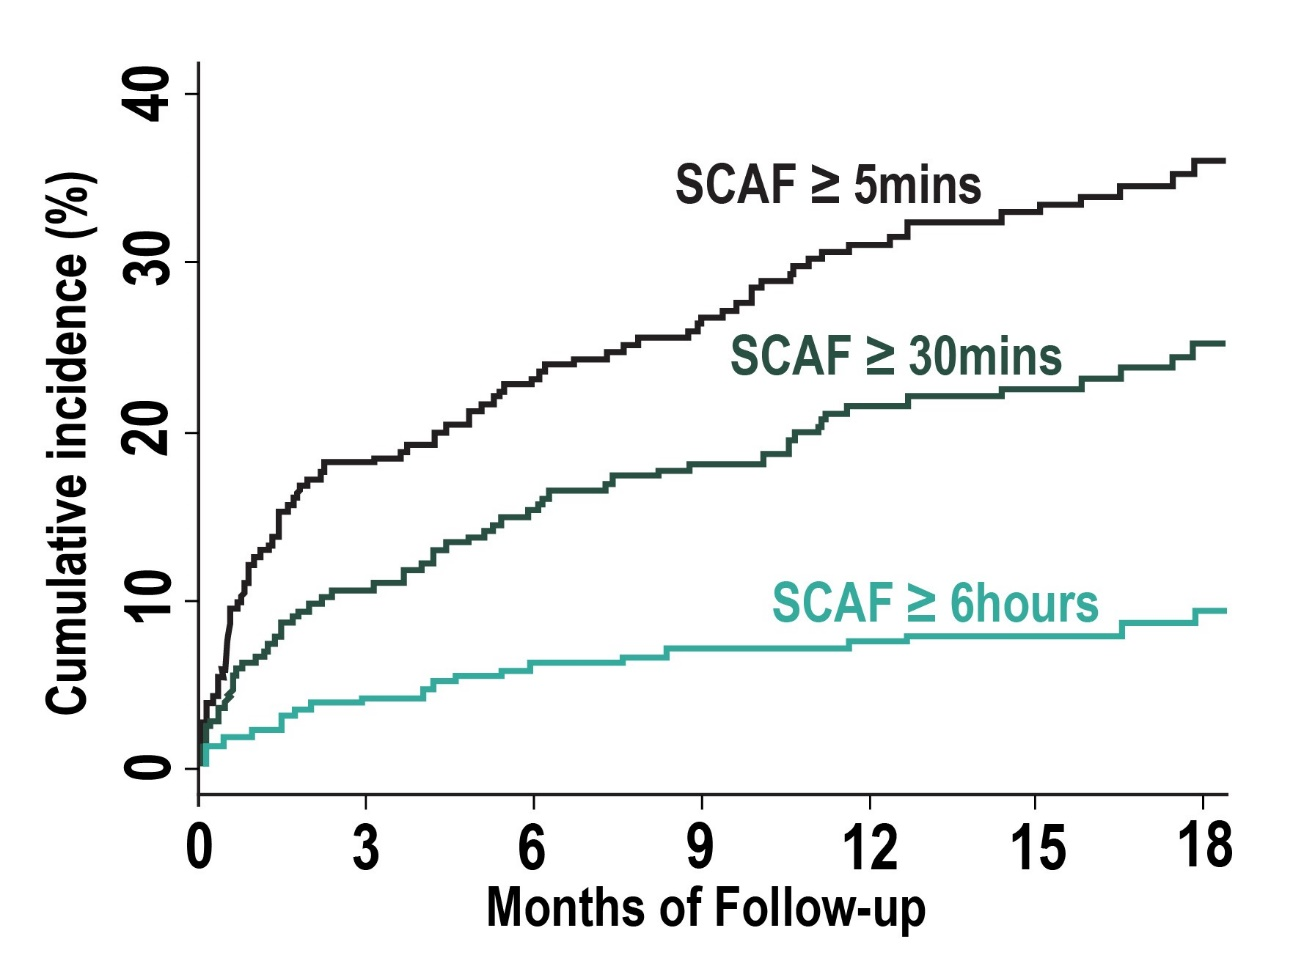 Cumulative incidence (%)
40
30
20
10
0
SCAF ≥ 5mins
SCAF ≥ 30mins
SCAF ≥ 6hours
0 3 6 9 12 15 18
Months of Follow-up